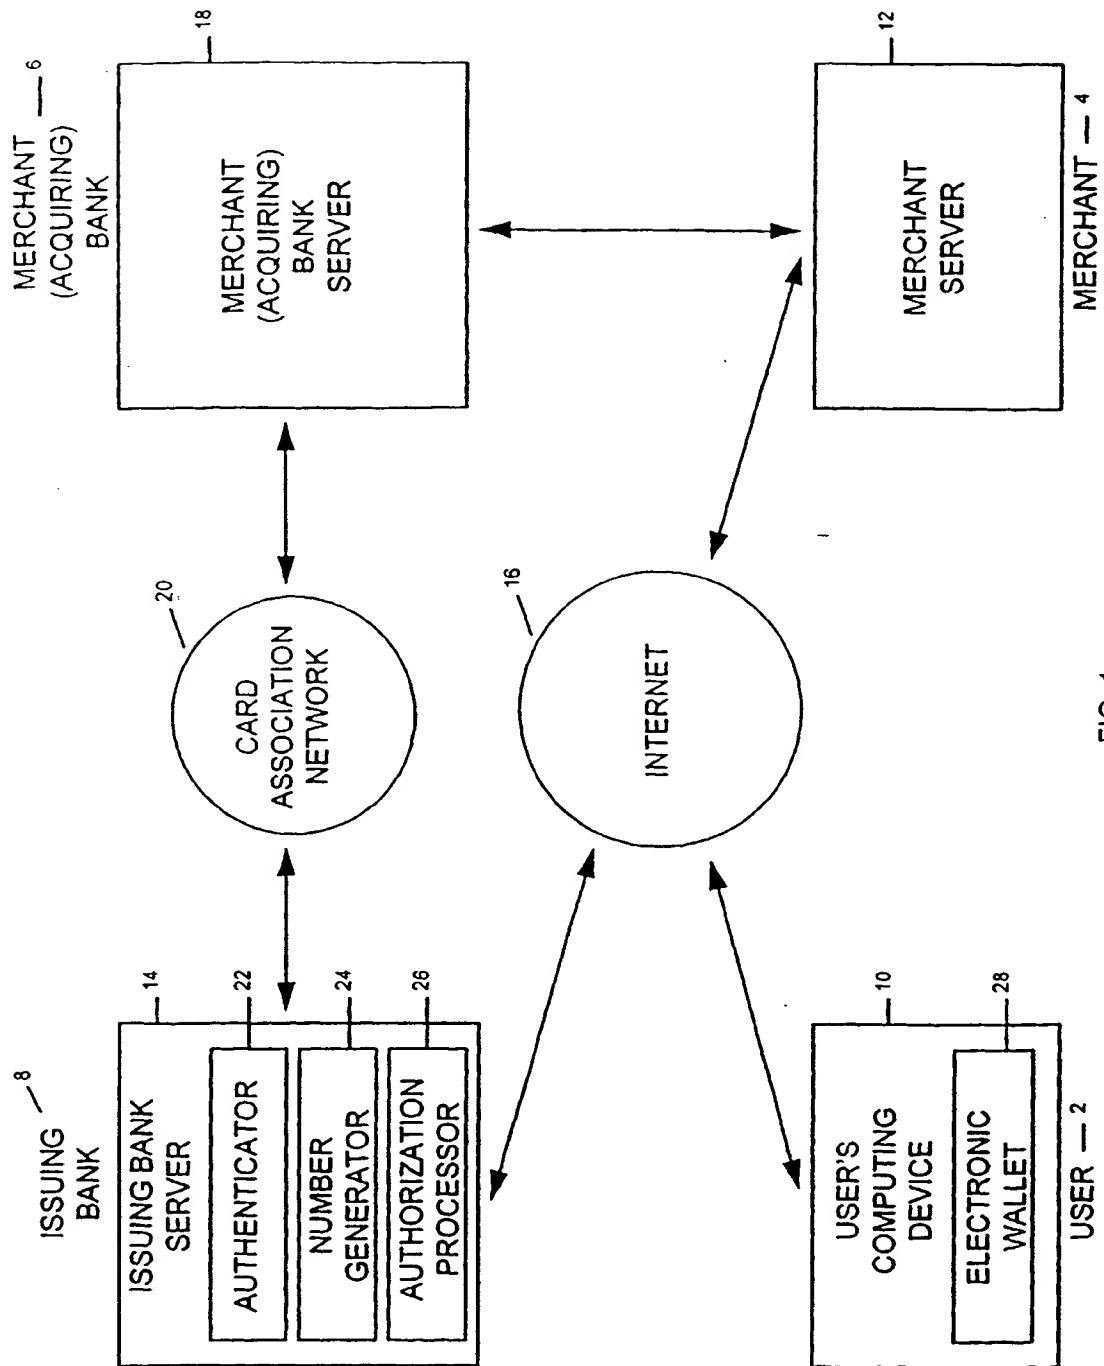 ISSUING
BANK
8
ISSUING BANK
SERVER
14
AUTHENTICATOR
22
NUMBER
GENERATOR
24
AUTHORIZATION
PROCESSOR
26
CARD
ASSOCIATION
NETWORK
20
MERCHANT
(ACQUIRING)
BANK
6
MERCHANT
(ACQUIRING)
BANK
SERVER
18
INTERNET
16
USER'S
COMPUTING
DEVICE
10
ELECTRONIC
WALLET
28
USER — 2
MERCHANT
SERVER
12
MERCHANT — 4